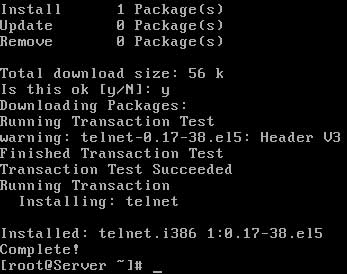 Install 1 Package(s)
Update 0 Package(s)
Remove 0 Package(s)
Total download size: 56 k
Is this ok [y/N]: y
Downloading Packages:
Running Transaction Test
warning: telnet-0.17-38.el5: Header V3
Finished Transaction Test
Transaction Test Succeeded
Running Transaction
Installing: telnet
Installed: telnet.i386 1:0.17-38.el5
Complete!
[root@Server ~]# _